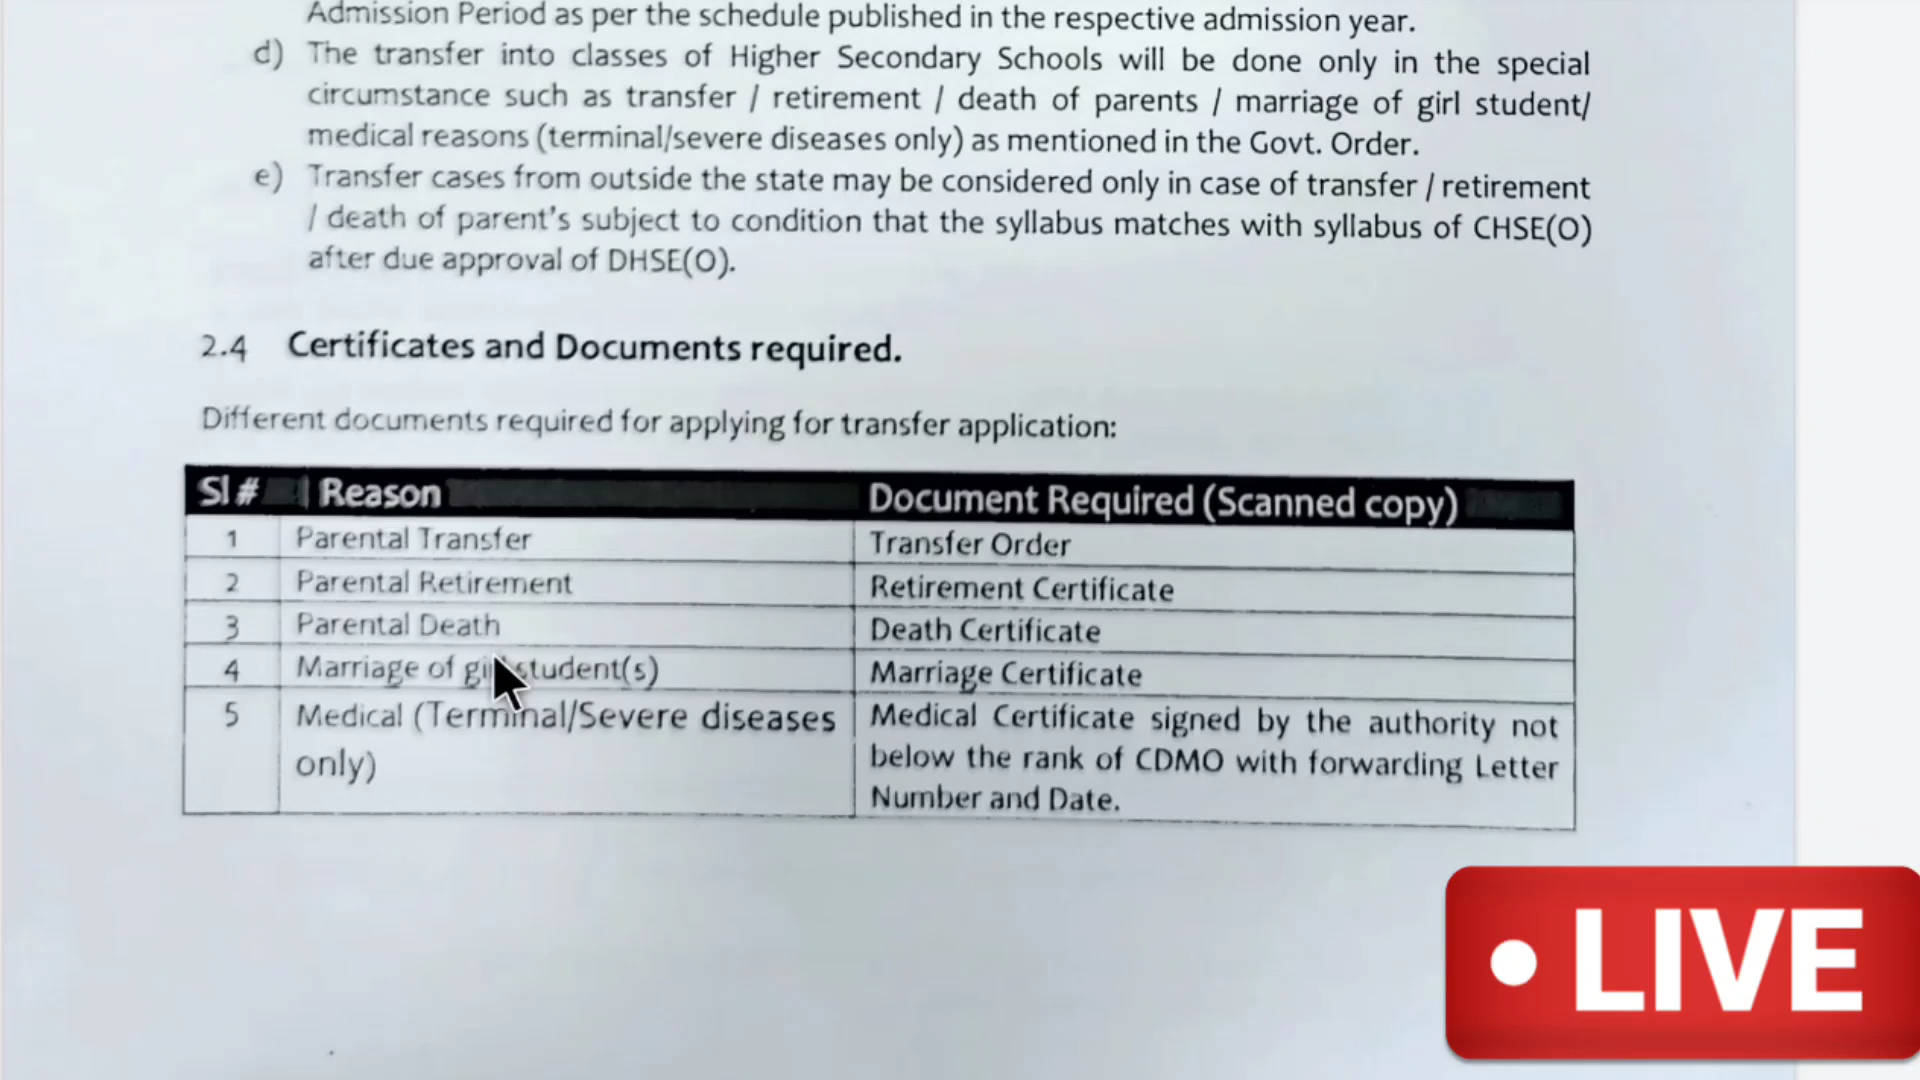 Admission Period as per the schedule published in the respective admission year.
d) The transfer into classes of Higher Secondary Schools will be done only in the special
circumstance such as transfer / retirement / death of parents / marriage of girl student/
medical reasons (terminal/severe diseases only) as mentioned in the Govt. Order.
e) Transfer cases from outside the state may be considered only in case of transfer / retirement
/ death of parent's subject to condition that the syllabus matches with syllabus of CHSE(O)
after due approval of DHSE(O).
2.4 Certificates and Documents required.
Different documents required for applying for transfer application:
Sl # Reason Document Required (Scanned copy)
1 Parental Transfer Transfer Order
2 Parental Retirement Retirement Certificate
3 Parental Death Death Certificate
4 Marriage of girl student(s) Marriage Certificate
5 Medical (Terminal/Severe diseases Medical Certificate signed by the authority not
only) below the rank of CDMO with forwarding Letter
Number and Date.
LIVE